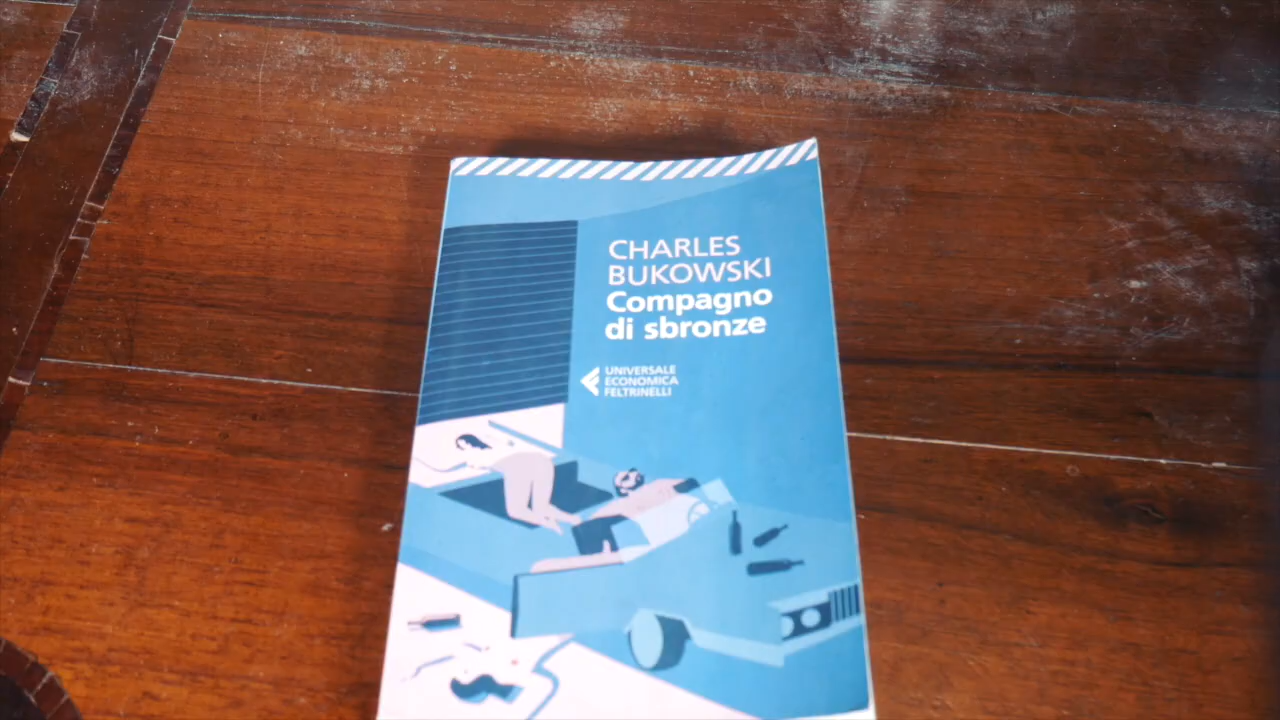 CHARLES
BUKOWSKI
Compagno
di sbronze
UNIVERSALE
ECONOMICA
FELTRINELLI